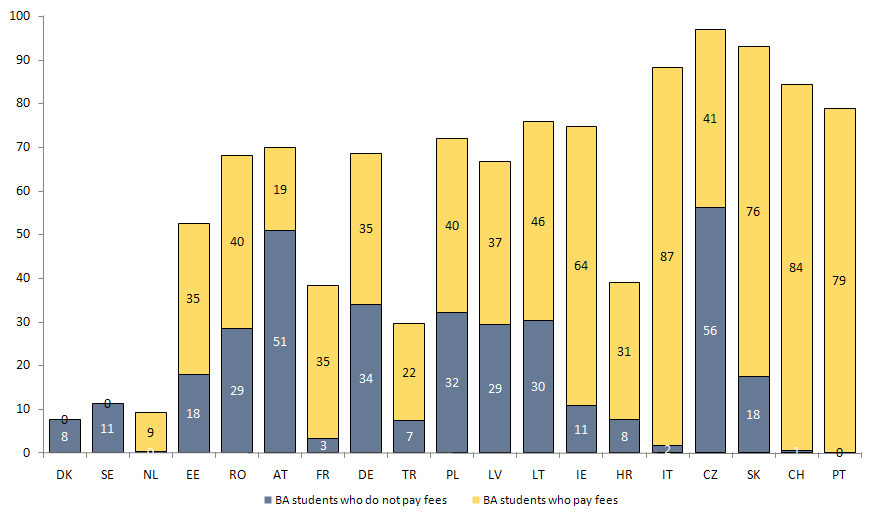 100
90
80
70
60
50
40
30
20
10
0
0 0 9 35 40 19 35 35 22 40 37 46 64 31 87 41 76 84 79
8 11 0 18 29 51 3 34 7 32 29 30 11 8 2 56 18 1 0
DK SE NL EE RO AT FR DE TR PL LV LT IE HR IT CZ SK CH PT
BA students who do not pay fees BA students who pay fees